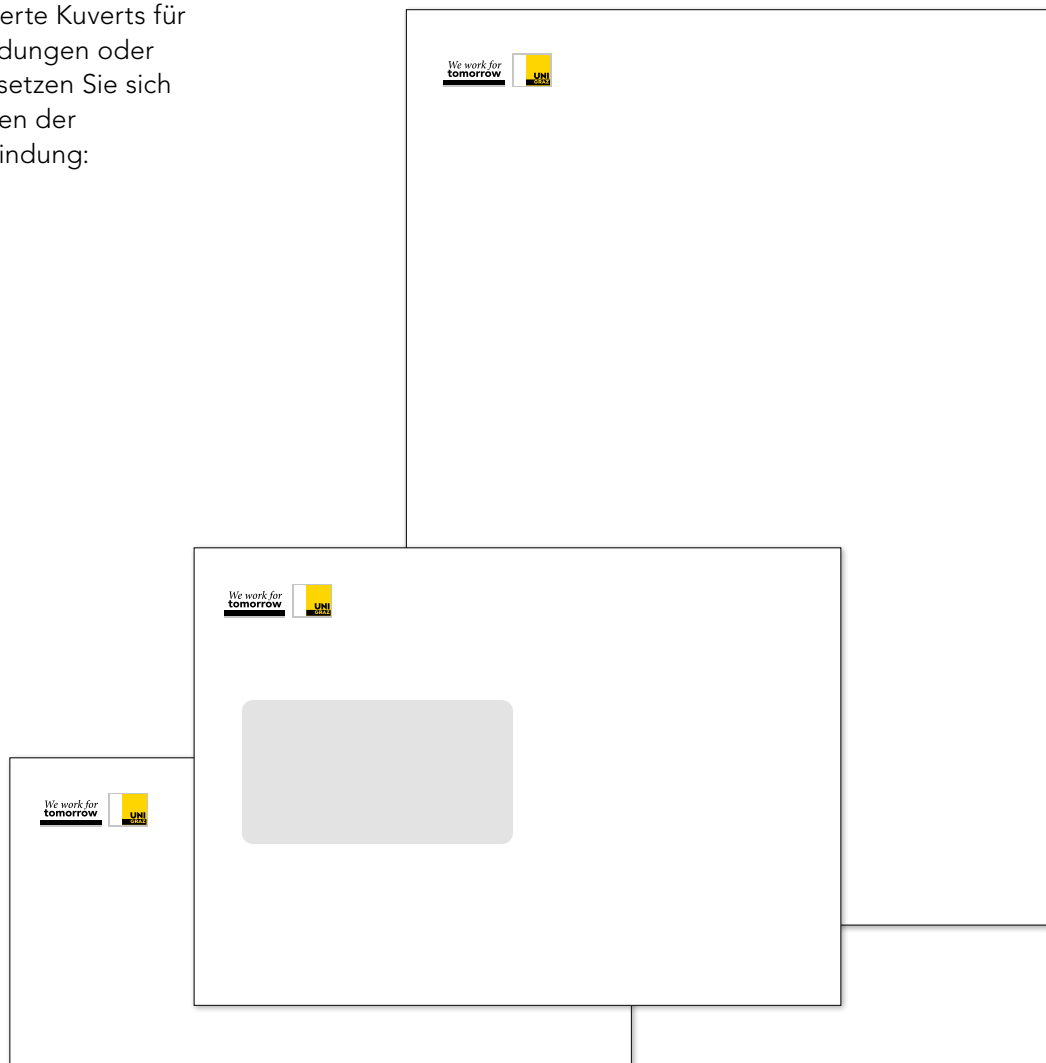 erte Kuverts für
dungen oder
setzen Sie sich
en der
indung:
We work for
tomorrow
UNI
GRAZ
We work for
tomorrow
UNI
GRAZ
We work for
tomorrow
UNI
GRAZ